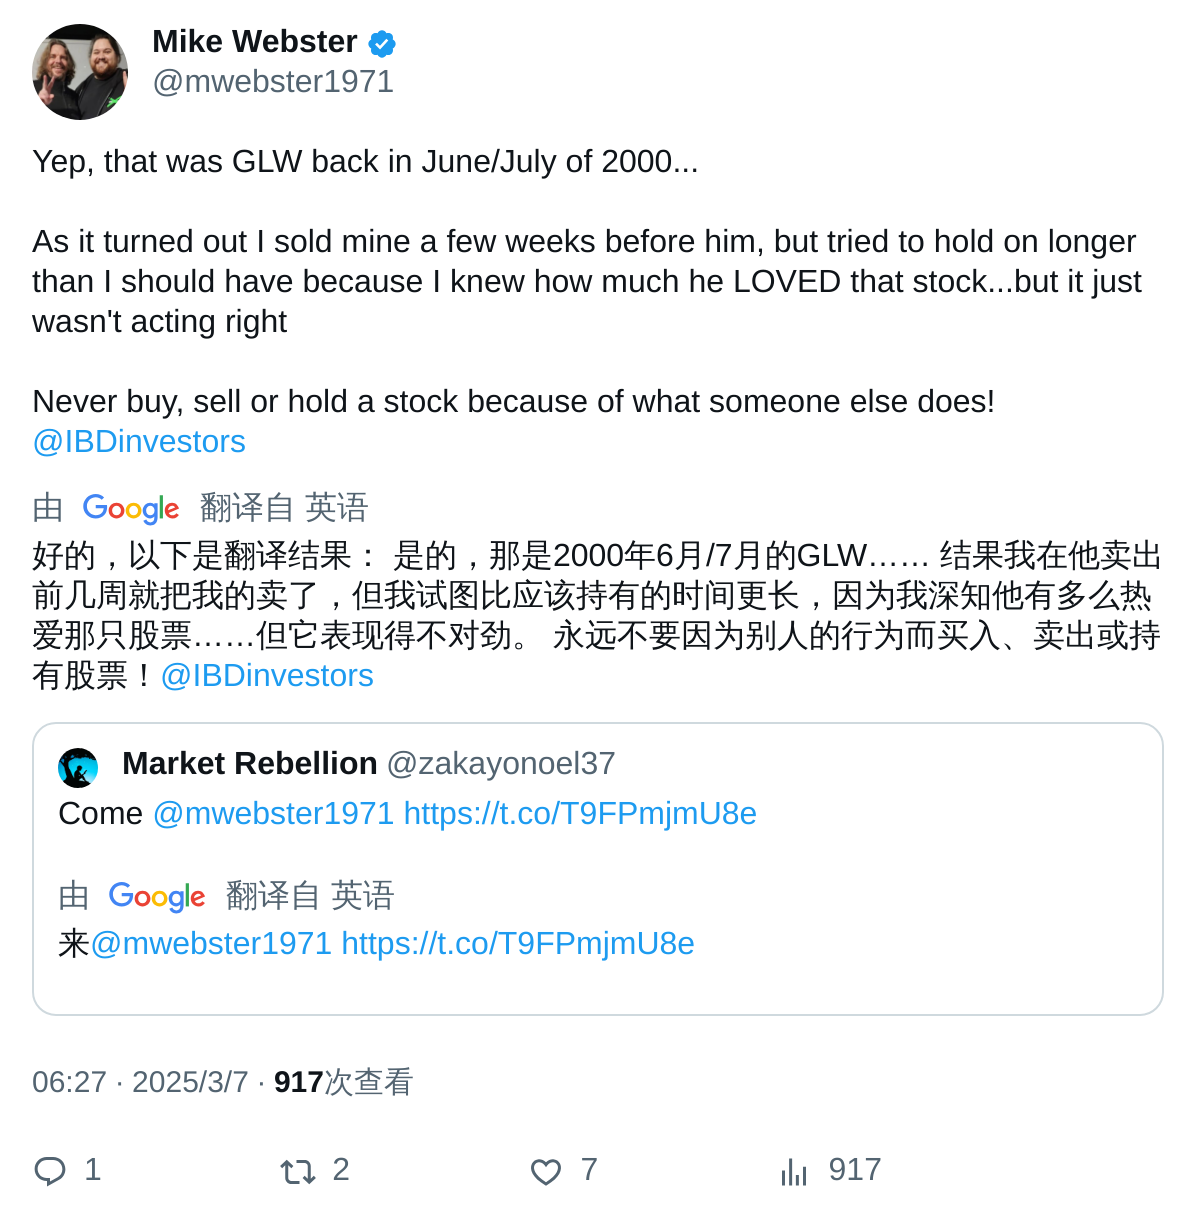 Mike Webster
@mwebster1971
Yep, that was GLW back in June/July of 2000...
As it turned out I sold mine a few weeks before him, but tried to hold on longer
than I should have because I knew how much he LOVED that stock...but it just
wasn't acting right
Never buy, sell or hold a stock because of what someone else does!
@IBDinvestors
由 Google 翻译自 英语
好的，以下是翻译结果： 是的，那是2000年6月/7月的GLW…… 结果我在他卖出
前几周就把我的卖了，但我试图比应该持有的时间更长，因为我深知他有多么热
爱那只股票……但它表现得不对劲。 永远不要因为别人的行为而买入、卖出或持
有股票！@IBDinvestors
Market Rebellion @zakayonoel37
Come @mwebster1971 https://t.co/T9FPmjmU8e
由 Google 翻译自 英语
来@mwebster1971 https://t.co/T9FPmjmU8e
06:27 · 2025/3/7 · 917次查看
1 2 7 917